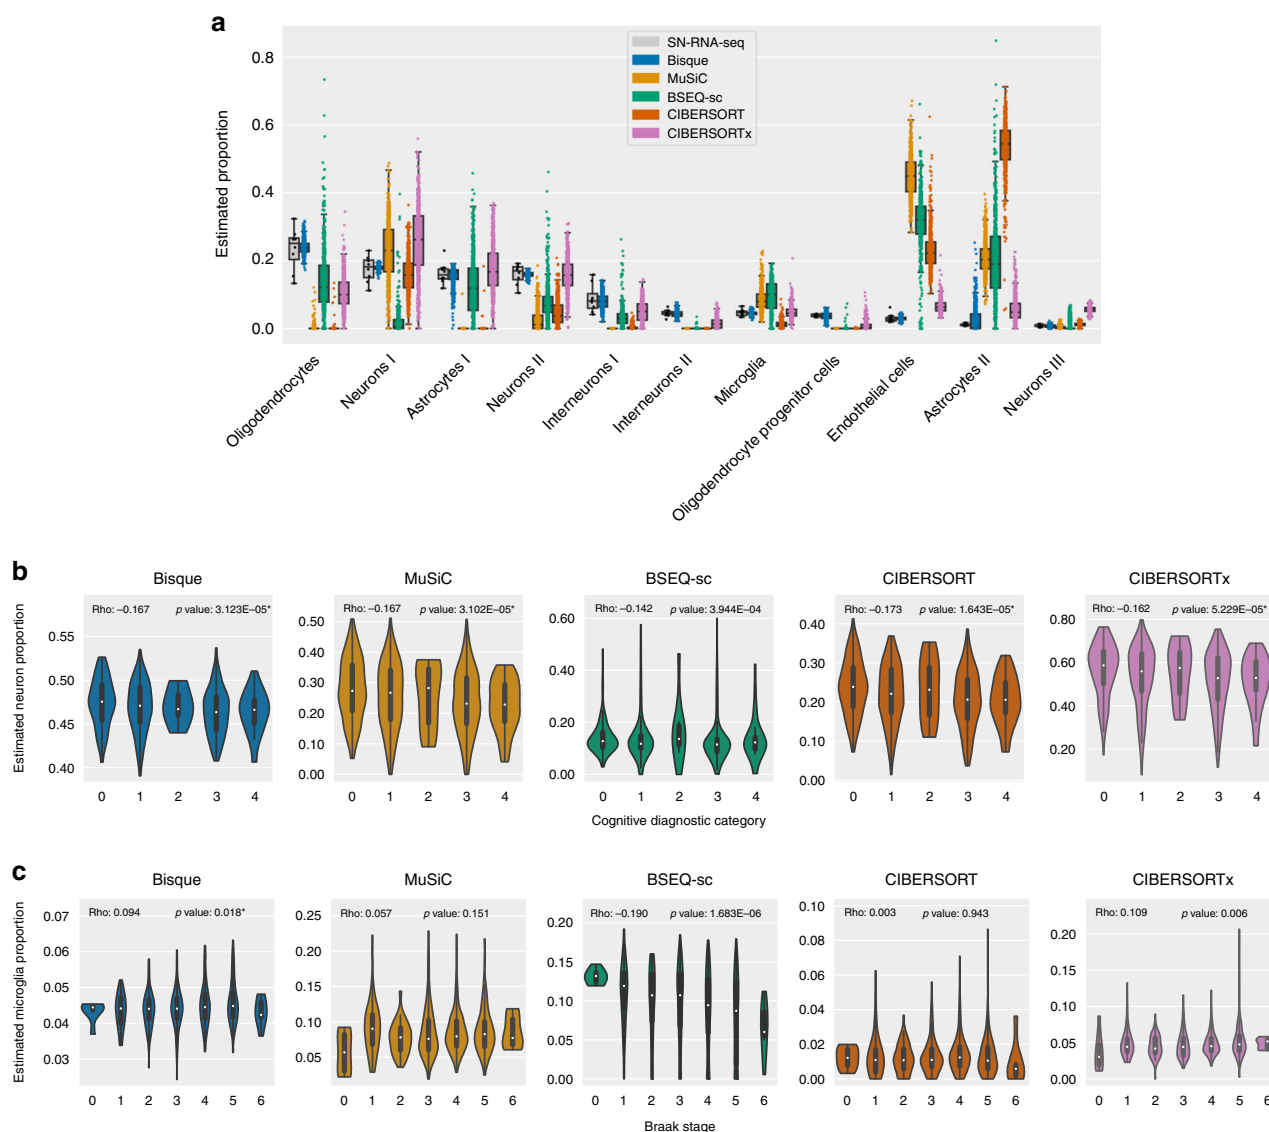 a
SN-RNA-seq
Bisque
MuSiC
BSEQ-sc
CIBERSORT
CIBERSORTx
Estimated proportion
0.8
0.6
0.4
0.2
0.0
Oligodendrocytes
Neurons I
Astrocytes I
Neurons II
Interneurons I
Interneurons II
Microglia
Oligodendrocyte progenitor cells
Endothelial cells
Astrocytes II
Neurons III
b
Estimated neuron proportion
Bisque
Rho: −0.167 p value: 3.123E−05*
0.55
0.50
0.45
0.40
0 1 2 3 4
MuSiC
Rho: −0.167 p value: 3.102E−05*
0.50
0.40
0.30
0.20
0.10
0.00
0 1 2 3 4
BSEQ-sc
Rho: −0.142 p value: 3.944E−04
0.60
0.40
0.20
0.00
0 1 2 3 4
CIBERSORT
Rho: −0.173 p value: 1.643E−05*
0.40
0.30
0.20
0.10
0.00
0 1 2 3 4
CIBERSORTx
Rho: −0.162 p value: 5.229E−05*
0.80
0.60
0.40
0.20
0 1 2 3 4
Cognitive diagnostic category
c
Estimated microglia proportion
Bisque
Rho: 0.094 p value: 0.018*
0.07
0.06
0.05
0.04
0.03
0 1 2 3 4 5 6
MuSiC
Rho: 0.057 p value: 0.151
0.25
0.20
0.15
0.10
0.05
0 1 2 3 4 5 6
BSEQ-sc
Rho: −0.190 p value: 1.683E−06
0.20
0.15
0.10
0.05
0.00
0 1 2 3 4 5 6
CIBERSORT
Rho: 0.003 p value: 0.943
0.10
0.08
0.06
0.04
0.02
0.00
0 1 2 3 4 5 6
CIBERSORTx
Rho: 0.109 p value: 0.006
0.20
0.15
0.10
0.05
0.00
0 1 2 3 4 5 6
Braak stage